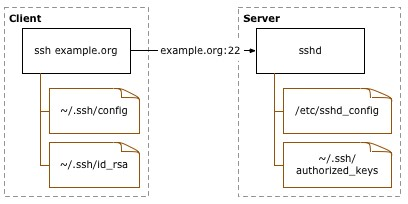 Client
Server
ssh example.org
example.org:22
sshd
~/.ssh/config
/etc/sshd_config
~/.ssh/id_rsa
~/.ssh/
authorized_keys